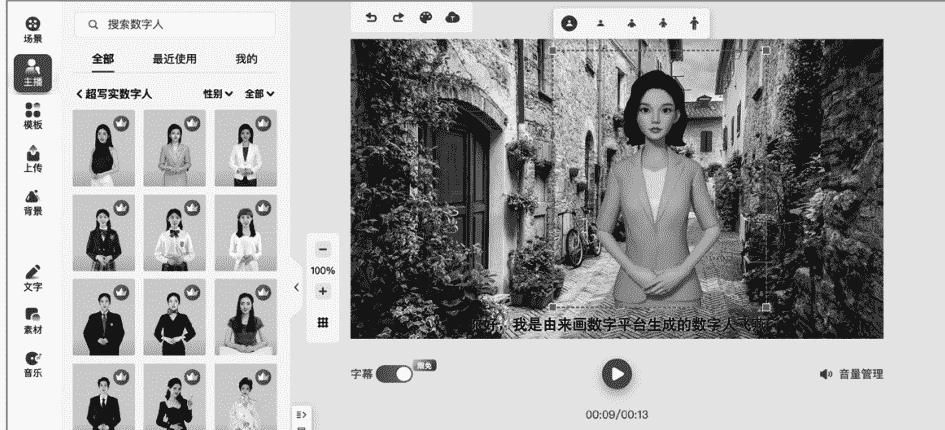 场景
主播
模板
上传
背景
文字
素材
音乐
搜索数字人
全部 最近使用 我的
超写实数字人 性别 全部
100%
好，我是由来画数字平台生成的数字人
字幕 限免
音量管理
00:09/00:13